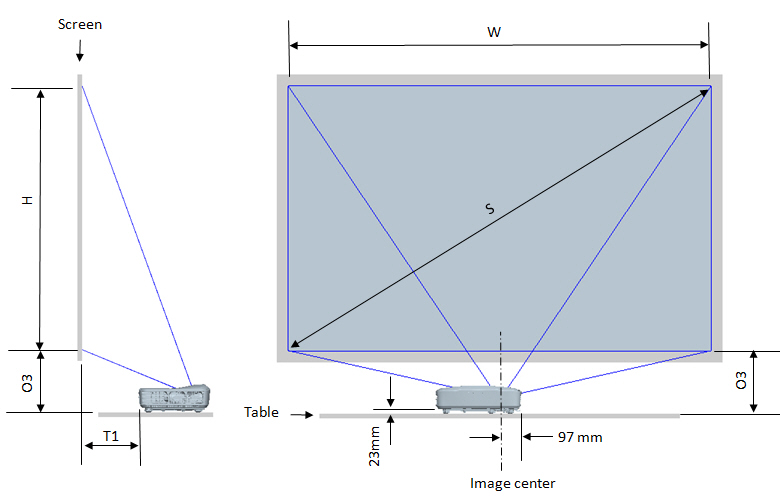 Screen
W
H
S
O3
O3
Table
T1
23mm
97 mm
Image center